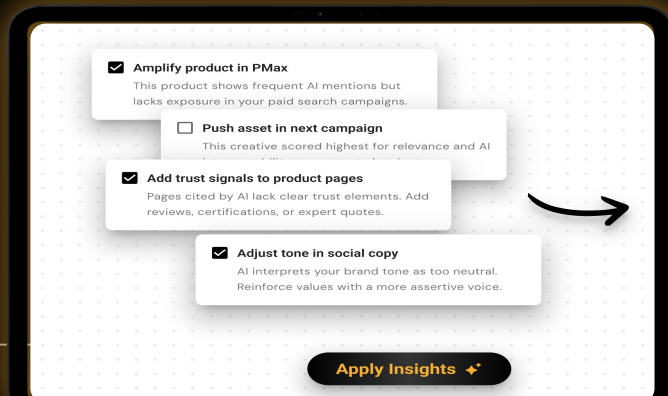 Amplify product in PMax
This product shows frequent AI mentions but
lacks exposure in your paid search campaigns.
Push asset in next campaign
This creative scored highest for relevance and AI
Add trust signals to product pages
Pages cited by AI lack clear trust elements. Add
reviews, certifications, or expert quotes.
Adjust tone in social copy
AI interprets your brand tone as too neutral.
Reinforce values with a more assertive voice.
Apply Insights